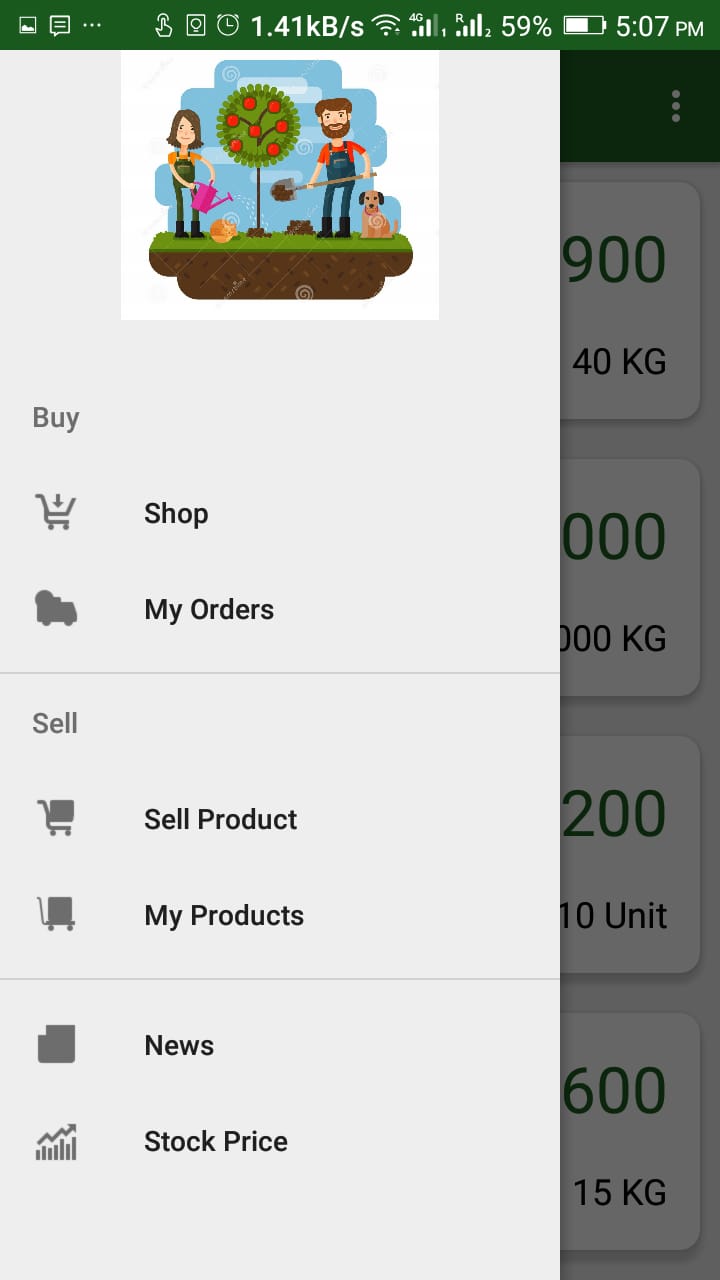 1.41kB/s 4G 1 R 2 59% 5:07 PM
Buy
Shop
My Orders
Sell
Sell Product
My Products
News
Stock Price
900
40 KG
000
000 KG
200
10 Unit
600
15 KG